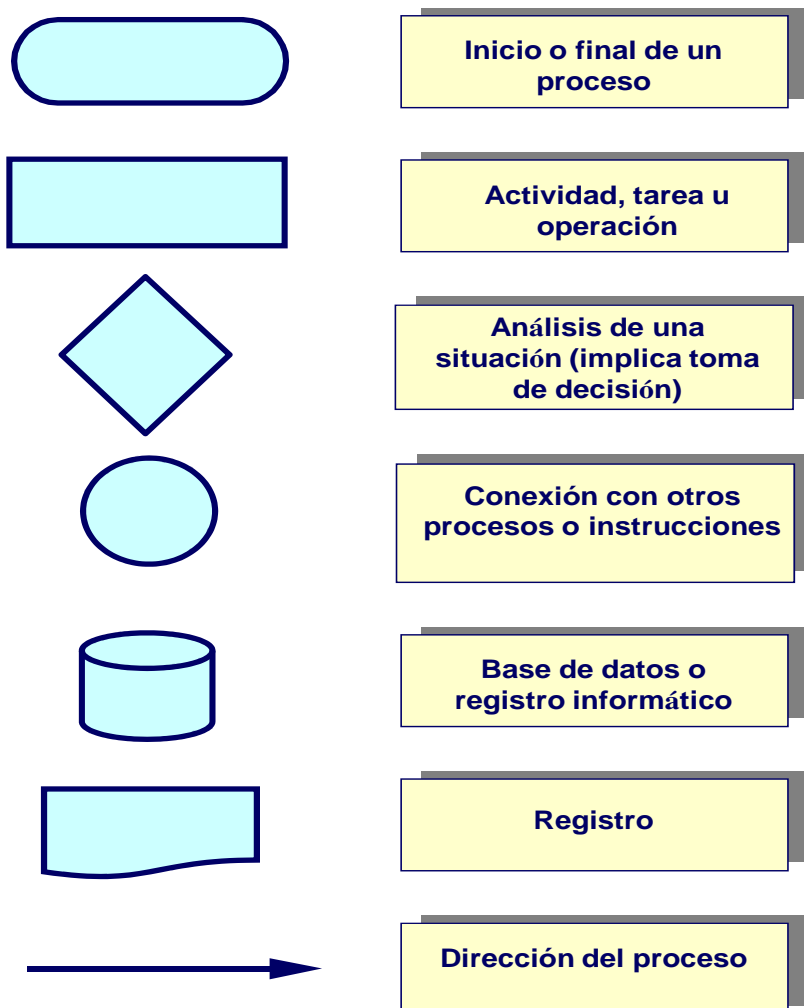 Inicio o final de un
proceso
Actividad, tarea u
operación
Análisis de una
situación (implica toma
de decisión)
Conexión con otros
procesos o instrucciones
Base de datos o
registro informático
Registro
Dirección del proceso